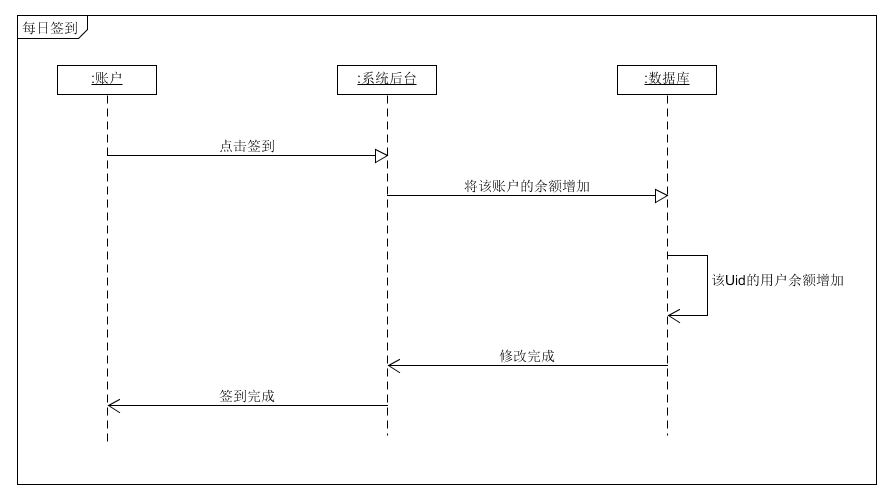 每日签到
:账户
:系统后台
:数据库
点击签到
将该账户的余额增加
该Uid的用户余额增加
修改完成
签到完成